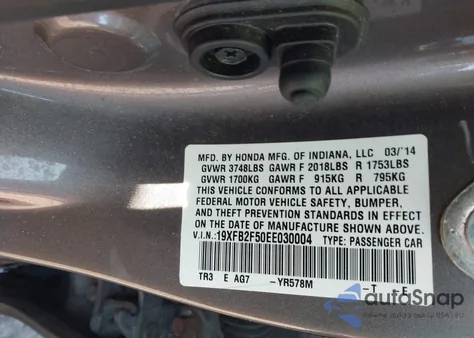 MFD. BY HONDA MFG. OF INDIANA, LLC 03/14
GVWR 3748LBS GAWR F 2018LBS R 1753LBS
GVWR 1700KG GAWR F 915KG R 795KG
THIS VEHICLE CONFORMS TO ALL APPLICABLE
FEDERAL MOTOR VEHICLE SAFETY, BUMPER,
AND THEFT PREVENTION STANDARDS IN EFFECT
ON THE DATE OF MANUFACTURE SHOWN ABOVE.
V.I.N.: 19XFB2F50EE030004 TYPE: PASSENGER CAR
TR3 E AG7 -YR578M -T E
autoSnap